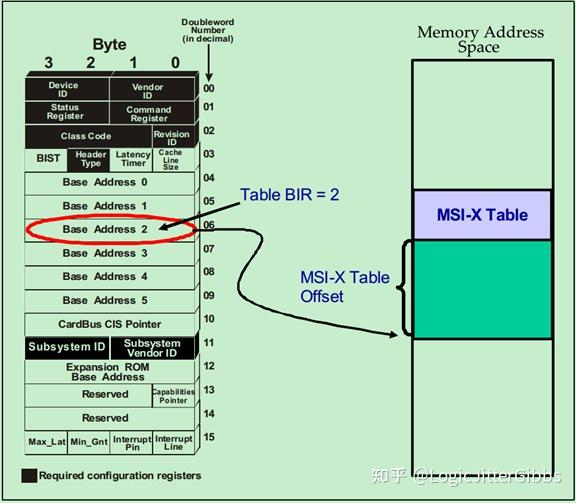 Doubleword
Number
(in decimal)
Byte
3 2 1 0
Memory Address
Space
Device
ID
Vendor
ID
00
Status
Register
Command
Register
01
Class Code
Revision
ID
02
BIST
Header
Type
Latency
Timer
Cache
Line
Size
03
Base Address 0
04
Base Address 1
05
Base Address 2
06
Base Address 3
07
Base Address 4
08
Base Address 5
09
CardBus CIS Pointer
10
Subsystem ID
Subsystem
Vendor ID
11
Expansion ROM
Base Address
12
Reserved
Capabilities
Pointer
13
Reserved
14
Max_Lat
Min_Gnt
Interrupt
Pin
Interrupt
Line
15
Table BIR = 2
MSI-X Table
MSI-X Table
Offset
Required configuration registers
知乎 @LogicJitterGibbs